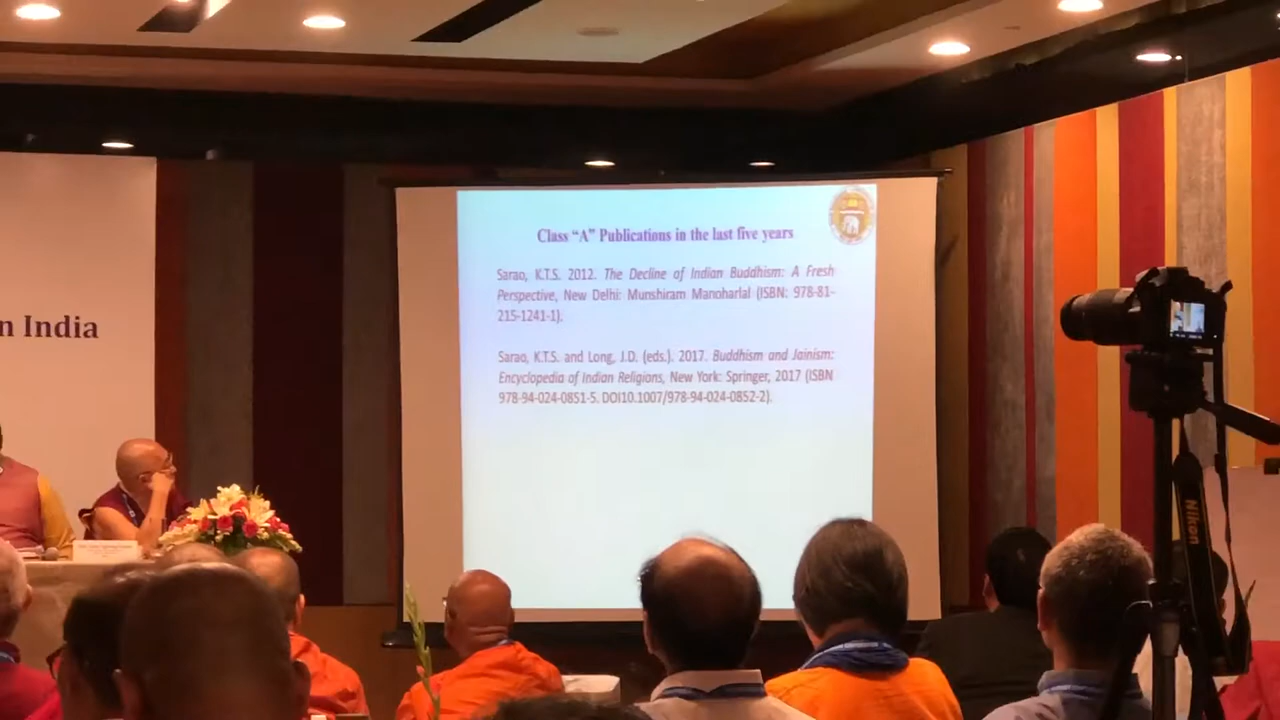 n India
Class “A” Publications in the last five years
Sarao, K.T.S. 2012. The Decline of Indian Buddhism: A Fresh
Perspective, New Delhi: Munshiram Manoharlal (ISBN: 978-81-
215-1241-1).
Sarao, K.T.S. and Long, J.D. (eds.). 2017. Buddhism and Jainism:
Encyclopedia of Indian Religions, New York: Springer, 2017 (ISBN
978-94-024-0851-5. DOI10.1007/978-94-024-0852-2).
Nikon